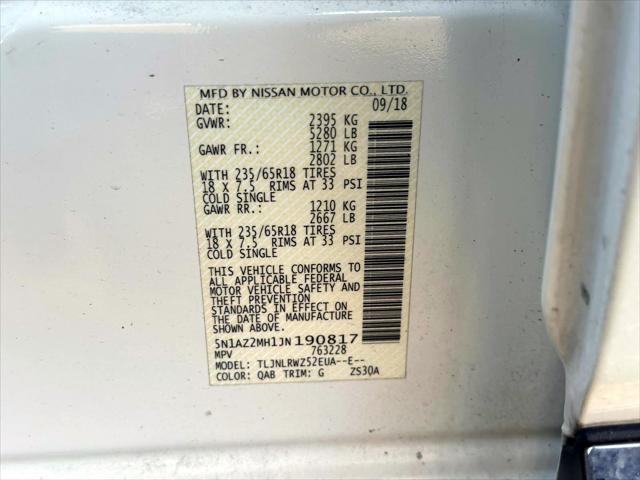 MFD BY NISSAN MOTOR CO., LTD.
DATE: 09/18
GVWR: 2395 KG
5280 LB
GAWR FR.: 1271 KG
2802 LB
WITH 235/65R18 TIRES
18 X 7.5 RIMS AT 33 PSI
COLD SINGLE
GAWR RR.: 1210 KG
2667 LB
WITH 235/65R18 TIRES
18 X 7.5 RIMS AT 33 PSI
COLD SINGLE
THIS VEHICLE CONFORMS TO
ALL APPLICABLE FEDERAL
MOTOR VEHICLE SAFETY AND
THEFT PREVENTION
STANDARDS IN EFFECT ON
THE DATE OF MANUFACTURE
SHOWN ABOVE.
5N1AZ2MH1JN190817
MPV 763228
MODEL: TLJNLRWZ52EUA--E--
COLOR: QAB TRIM: G ZS30A